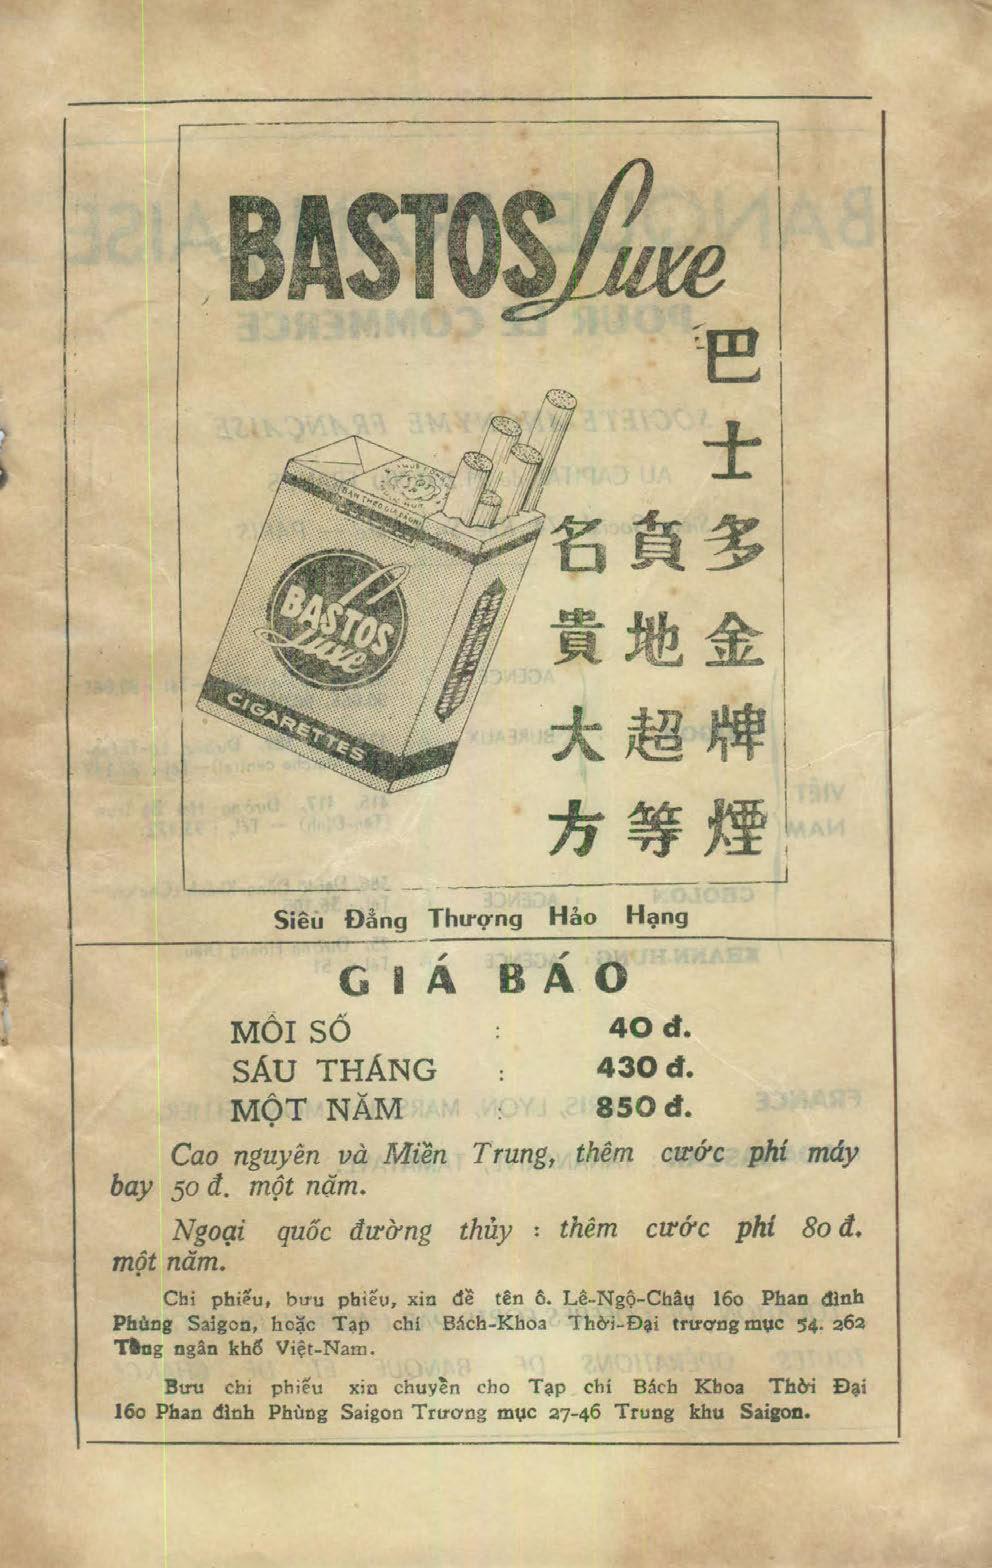 BASTOS Luxe
巴士多金牌煙
貟地超等
名貴大方
BASTOS
Luxe
CIGARETTES
Siêu Đẳng Thượng Hảo Hạng
GIÁ BÁO
MỖI SỐ : 40 đ.
SÁU THÁNG : 430 đ.
MỘT NĂM : 850 đ.
Cao nguyên và Miền Trung, thêm cước phí máy
bay 50 đ. một năm.
Ngoại quốc đường thủy : thêm cước phí 80 đ.
một năm.
Chi phiếu, bưu phiếu, xin đề tên ô. Lê-Ngộ-Châu 160 Phan đình
Phùng Saigon, hoặc Tạp chí Bách-Khoa Thời-Đại trương mục 54. 262
Tổng ngân khố Việt-Nam.
Bưu chi phiếu xin chuyển cho Tạp chí Bách Khoa Thời Đại
160 Phan đình Phùng Saigon Trương mục 27-46 Trung khu Saigon.